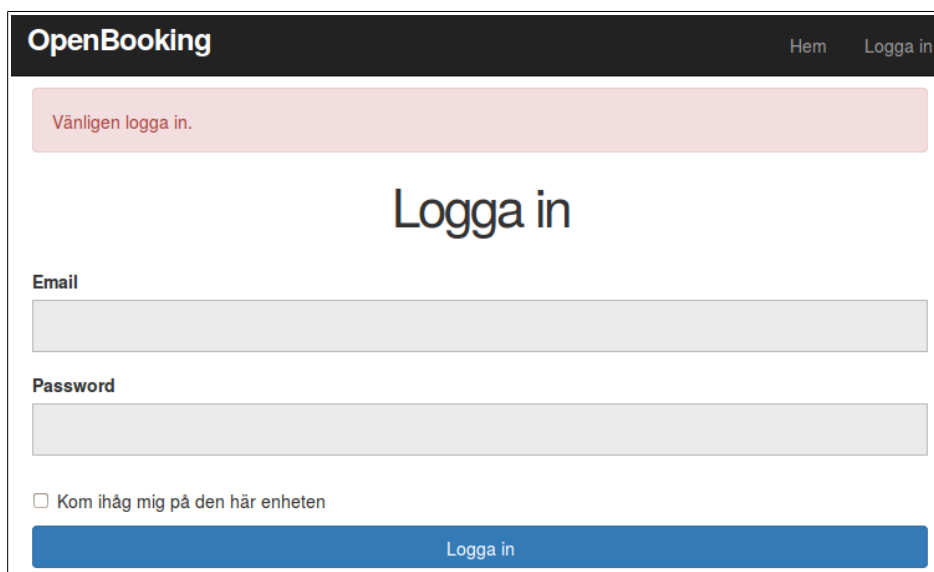 OpenBooking
Hem Logga in
Vänligen logga in.
Logga in
Email
Password
Kom ihåg mig på den här enheten
Logga in